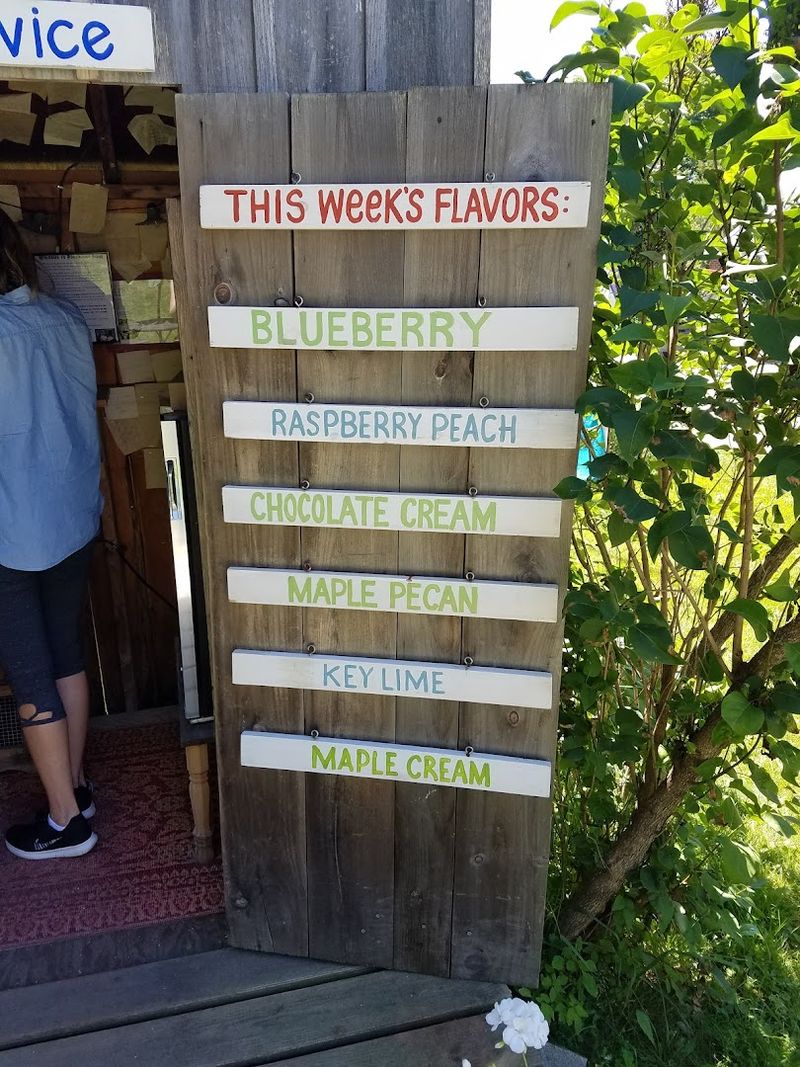 vice
THIS WEEK'S FLAVORS:
BLUEBERRY
RASPBERRY PEACH
CHOCOLATE CREAM
MAPLE PECAN
KEY LIME
MAPLE CREAM